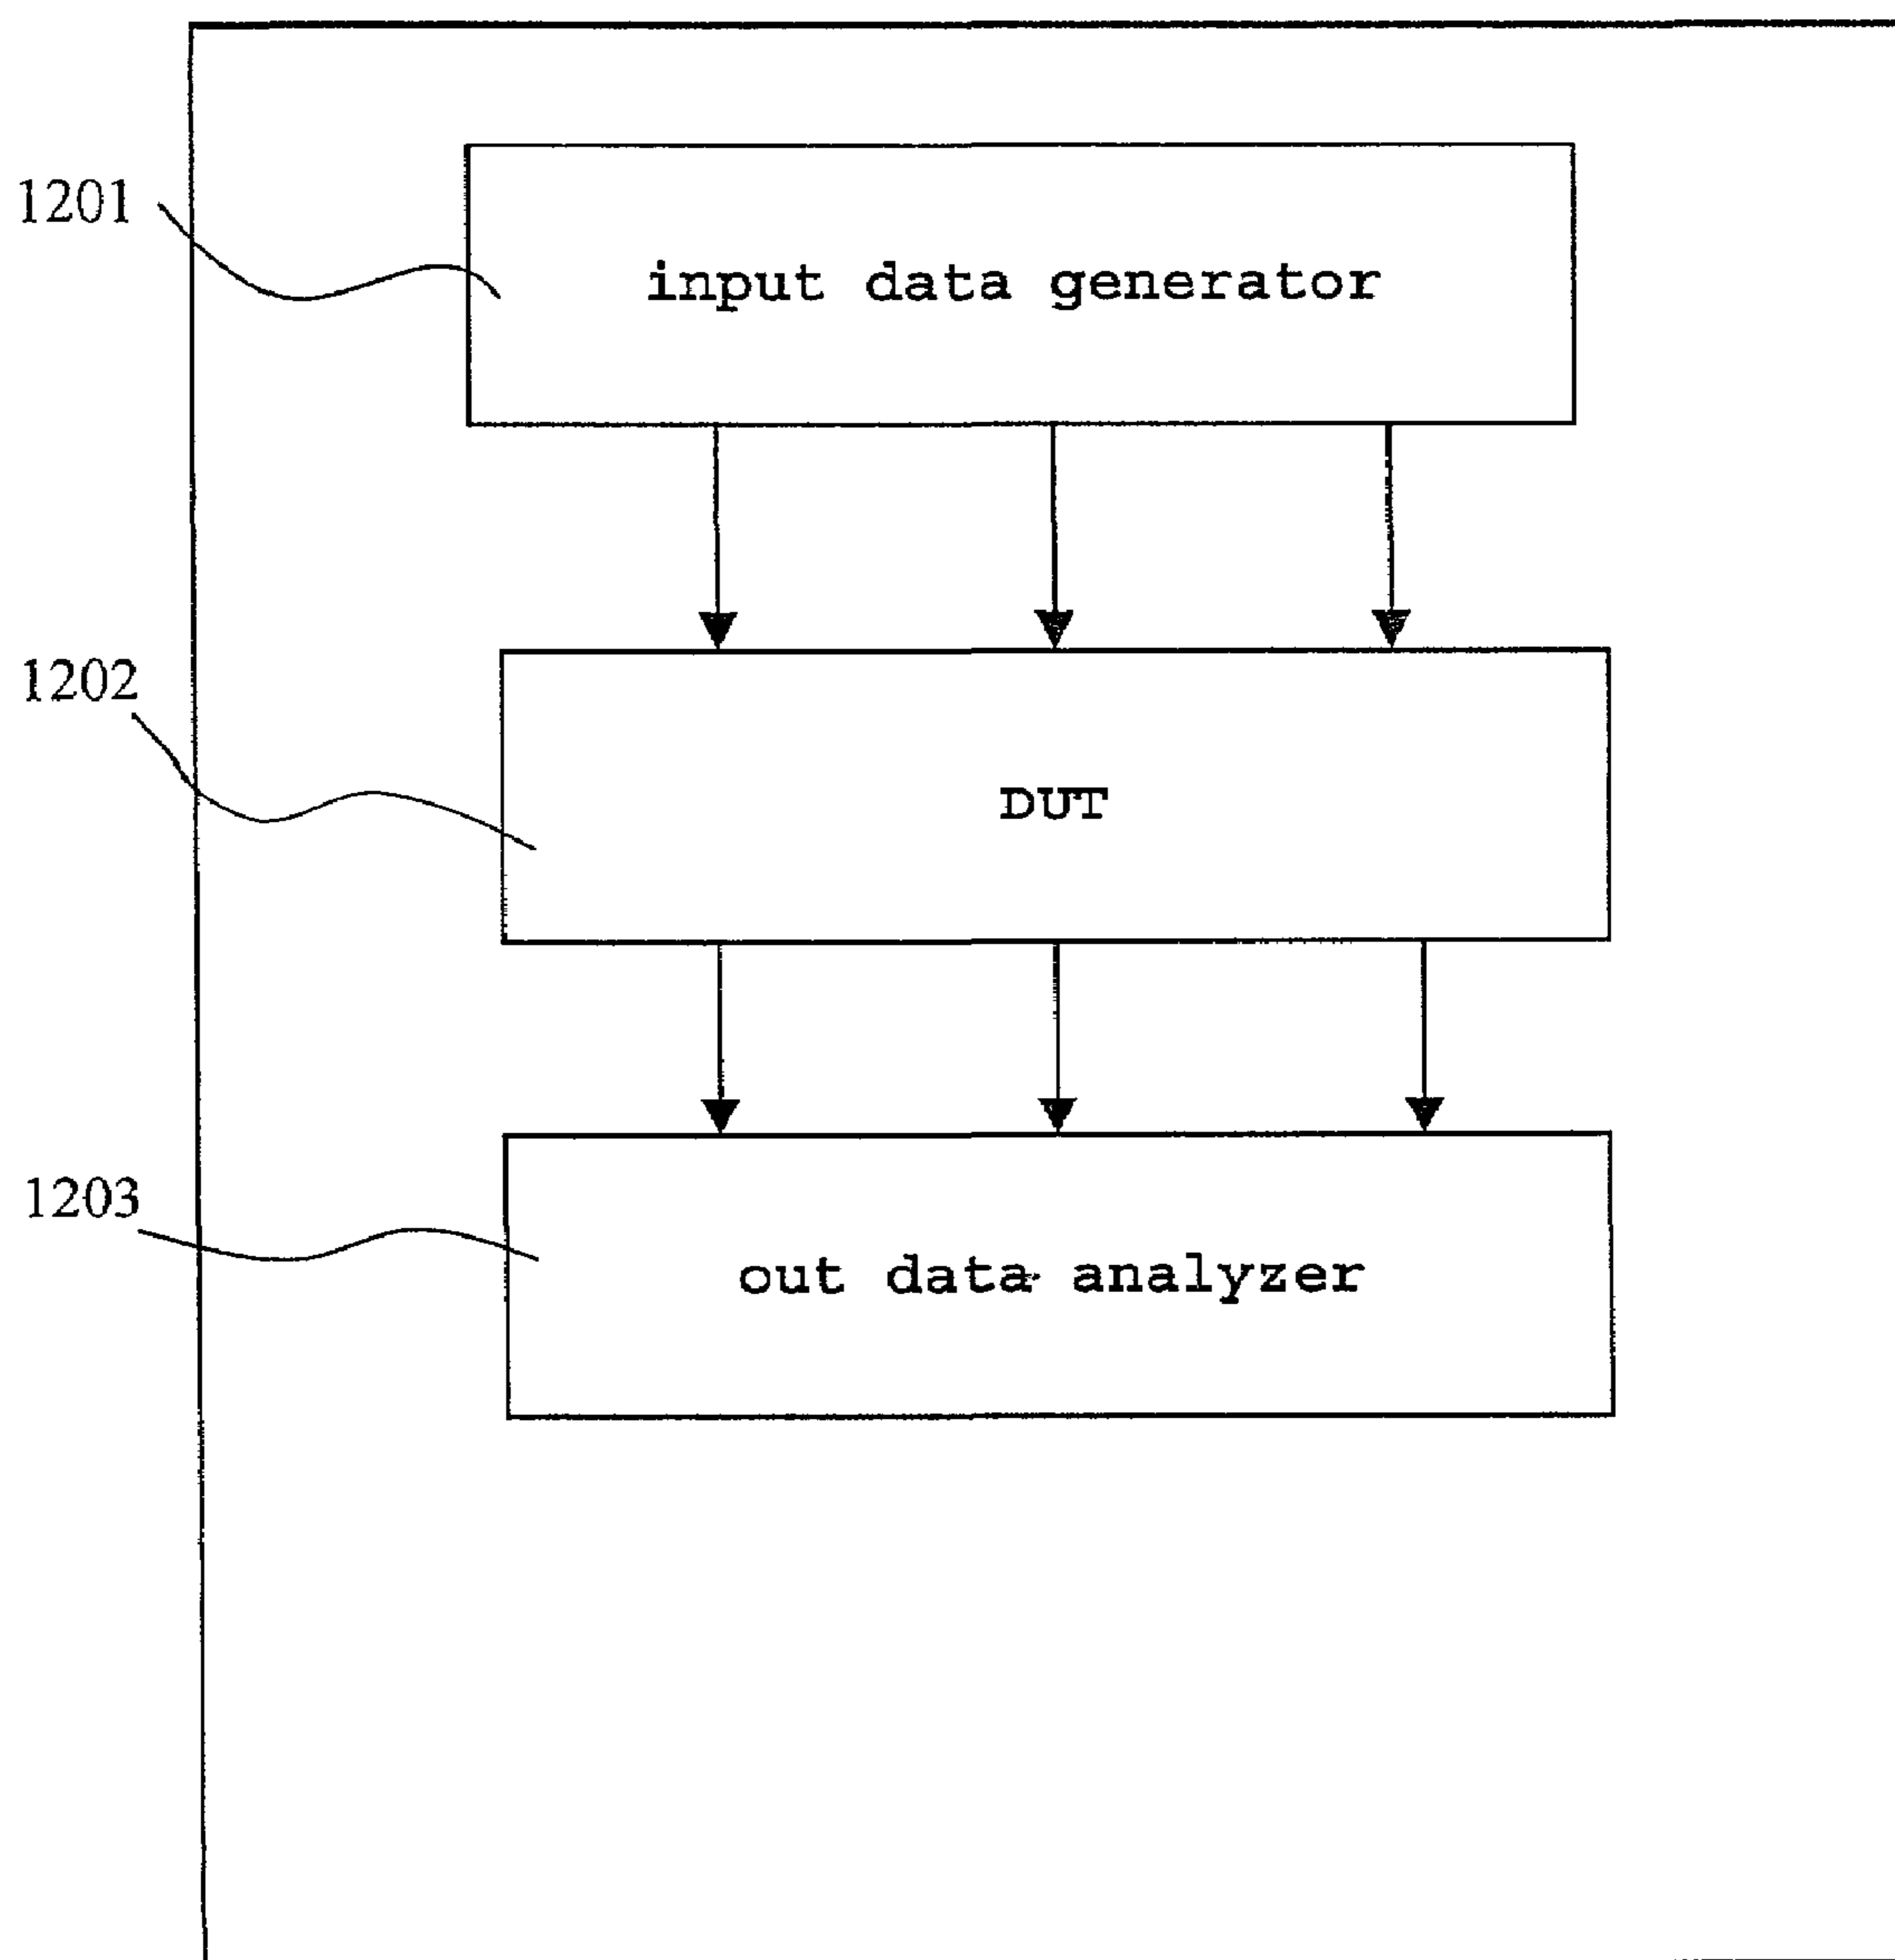 1201
input data generator
1202
DUT
1203
out data analyzer